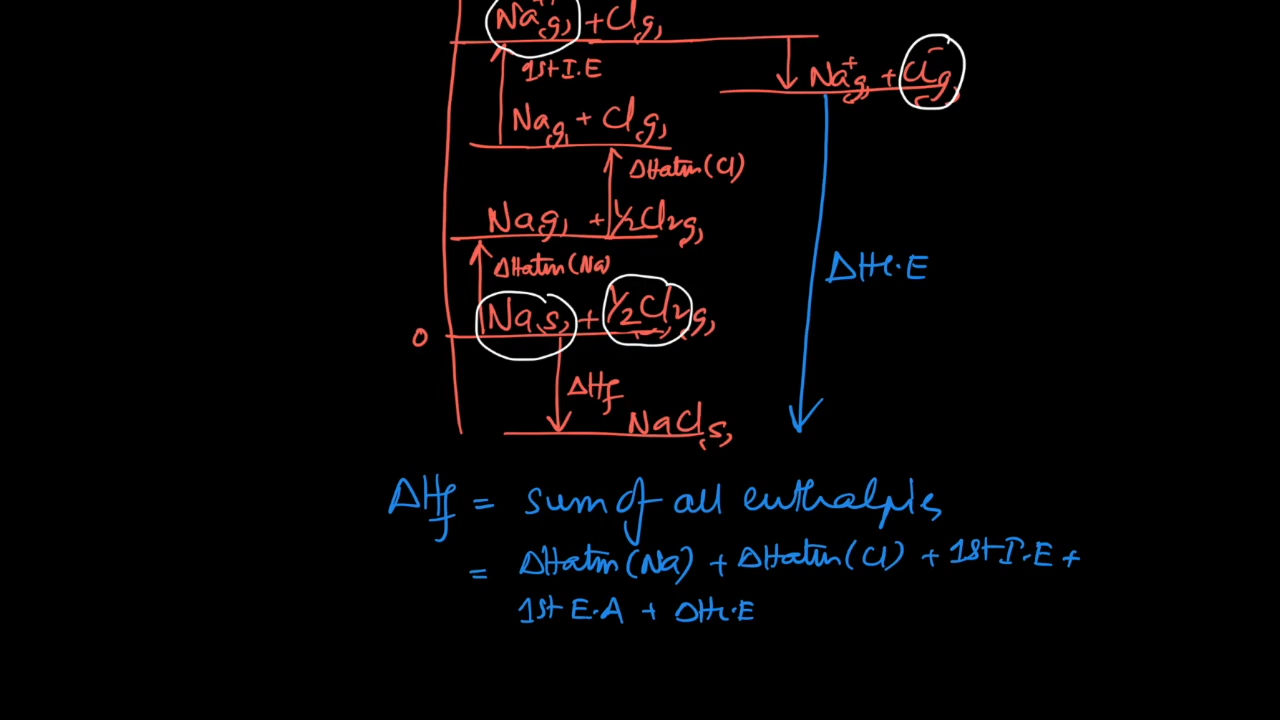 Na+(g) + Cl(g)
1st I.E
Na+(g) + Cl-(g)
Na(g) + Cl(g)
ΔHatm(Cl)
Na(g) + 1/2Cl2(g)
ΔHatm(Na)
ΔHL.E
Na(s) + 1/2Cl2(g)
0
ΔHf
NaCl(s)
ΔHf = sum of all enthalpies
= ΔHatm(Na) + ΔHatm(Cl) + 1st I.E +
1st E.A + ΔHL.E